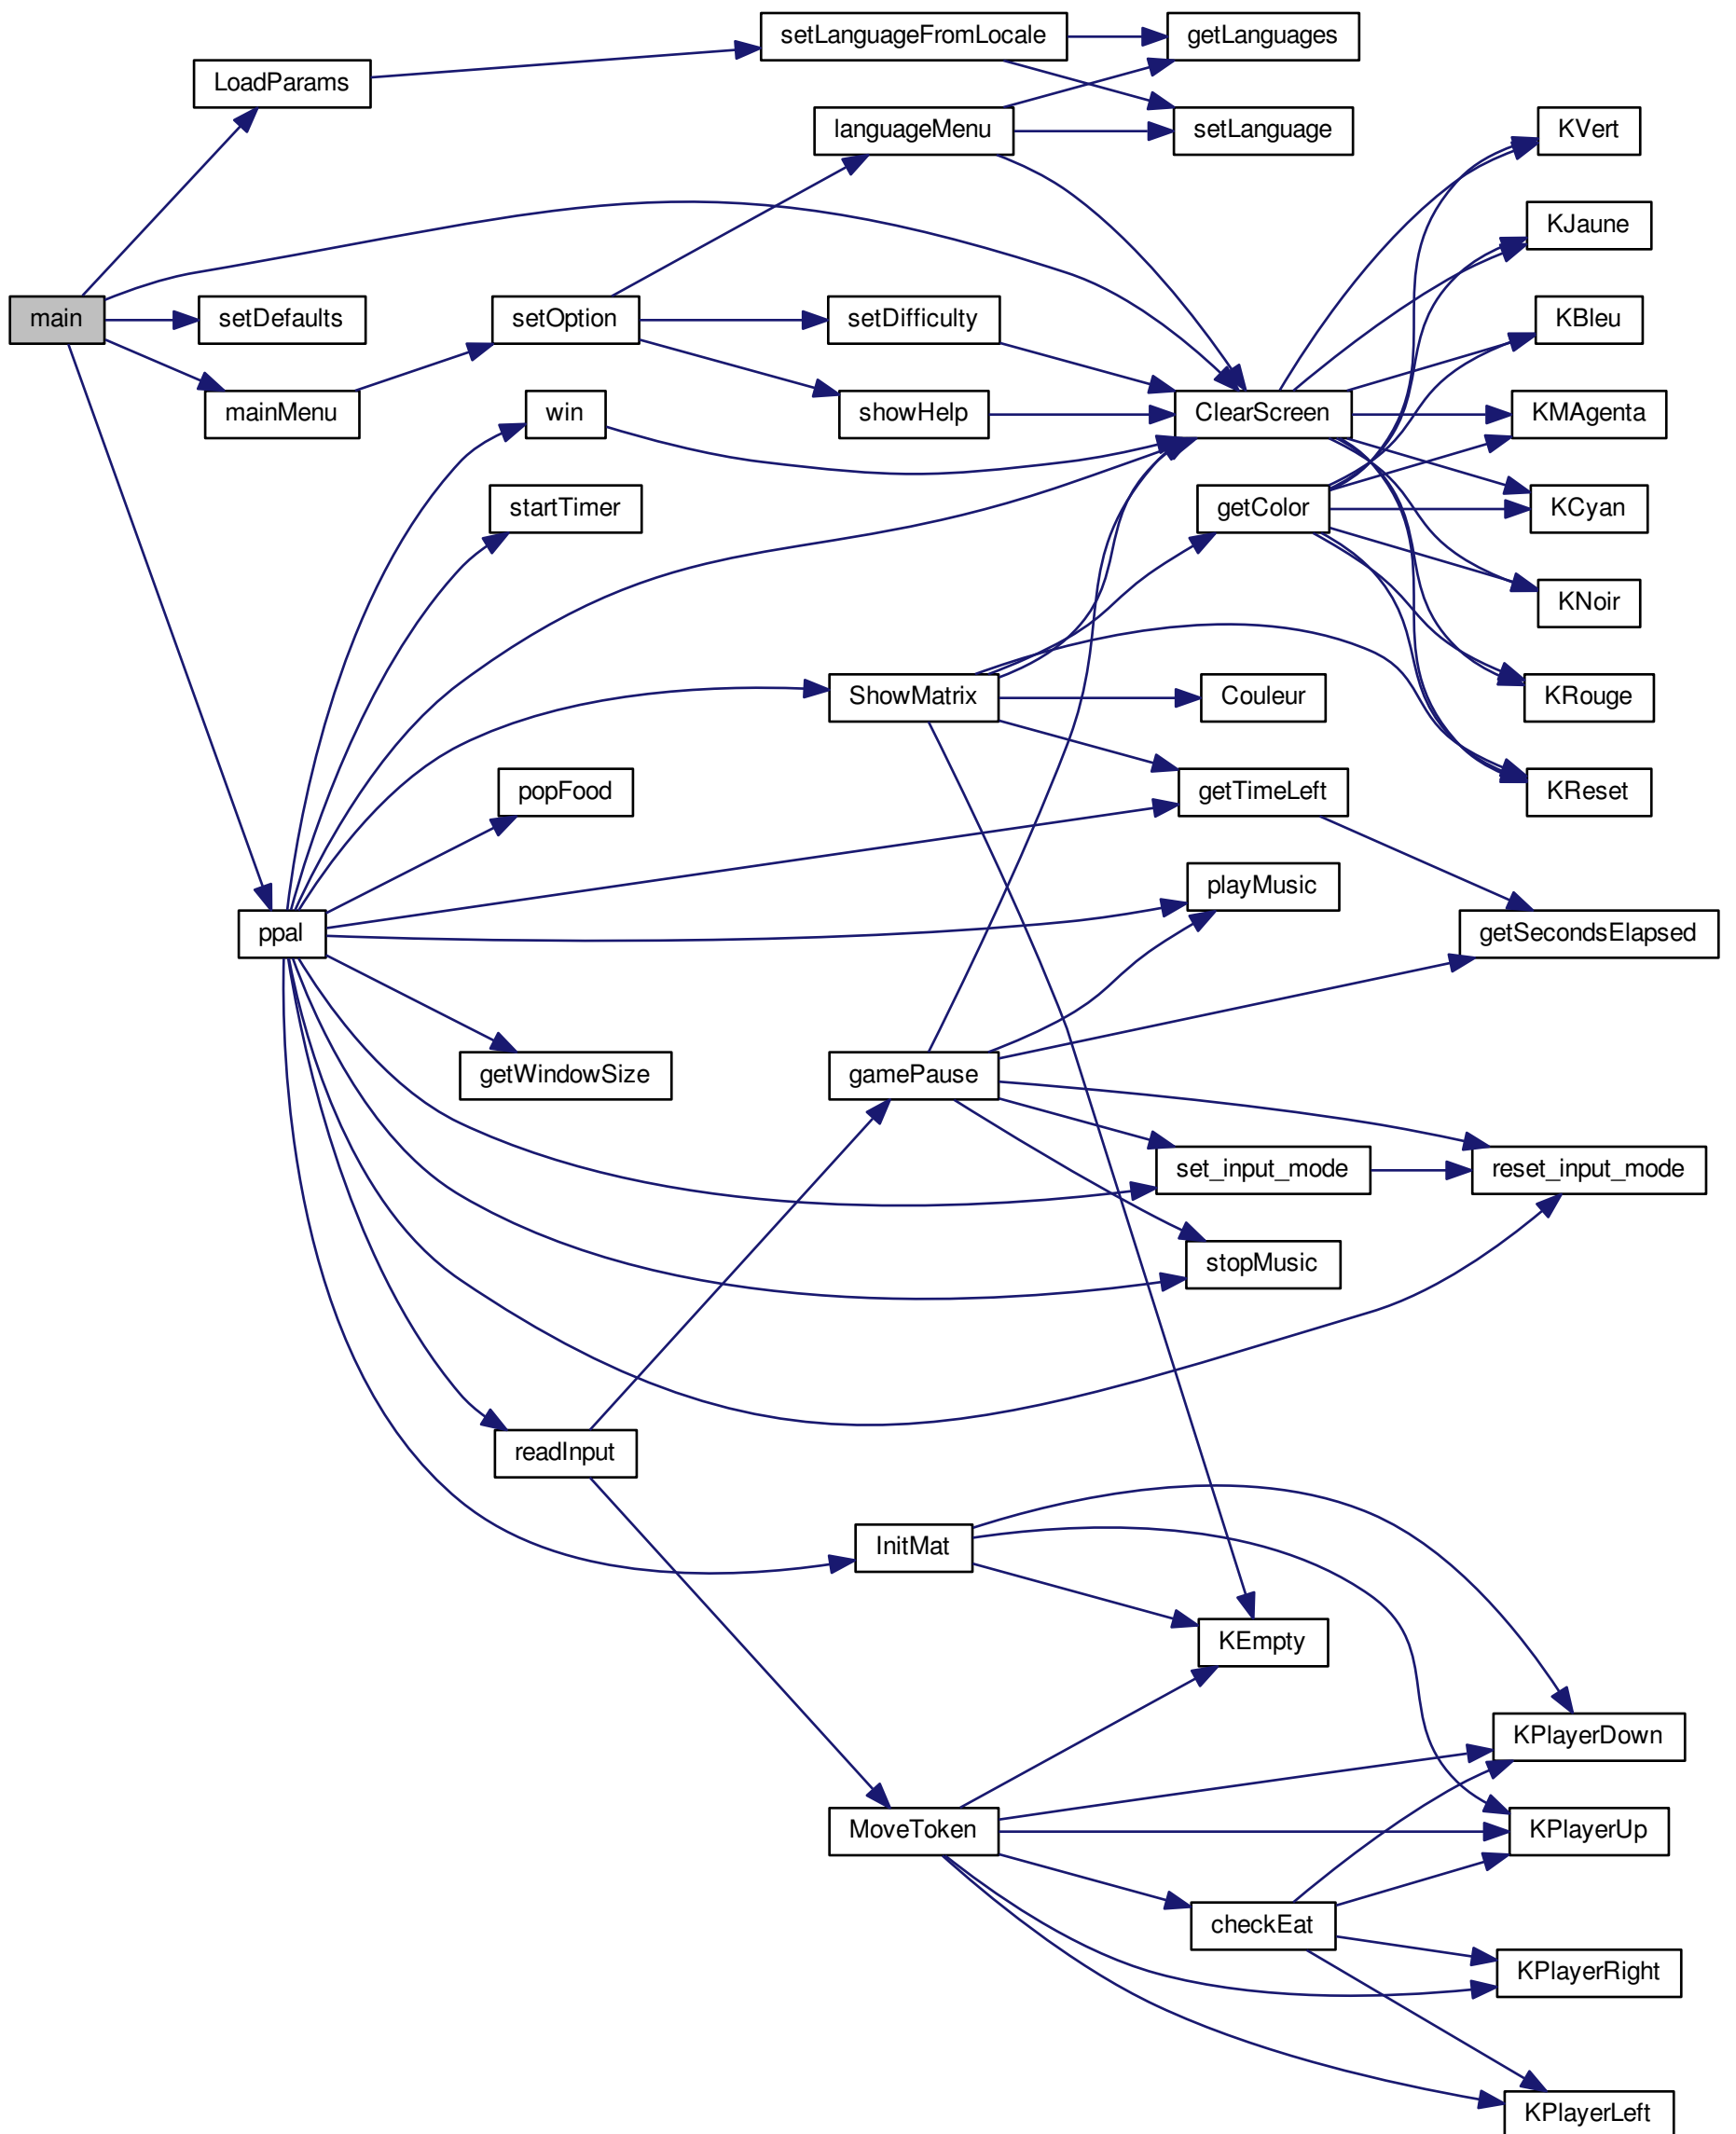 setLanguageFromLocale
getLanguages
LoadParams
languageMenu
setLanguage
KVert
KJaune
main
setDefaults
setOption
setDifficulty
KBleu
mainMenu
win
showHelp
ClearScreen
KMAgenta
startTimer
getColor
KCyan
KNoir
ShowMatrix
Couleur
KRouge
popFood
getTimeLeft
KReset
playMusic
ppal
getSecondsElapsed
getWindowSize
gamePause
set_input_mode
reset_input_mode
stopMusic
readInput
InitMat
KEmpty
KPlayerDown
MoveToken
KPlayerUp
checkEat
KPlayerRight
KPlayerLeft